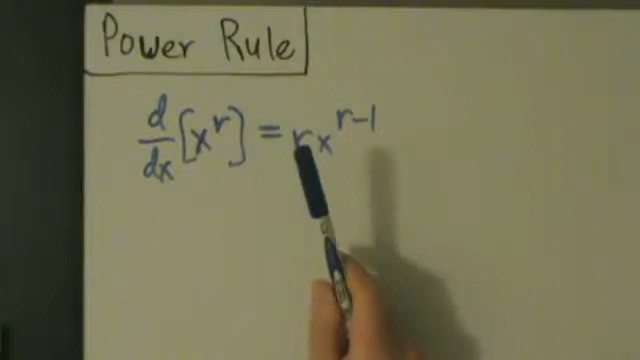 Power Rule
d/dx [x^r] = rx^{r-1}